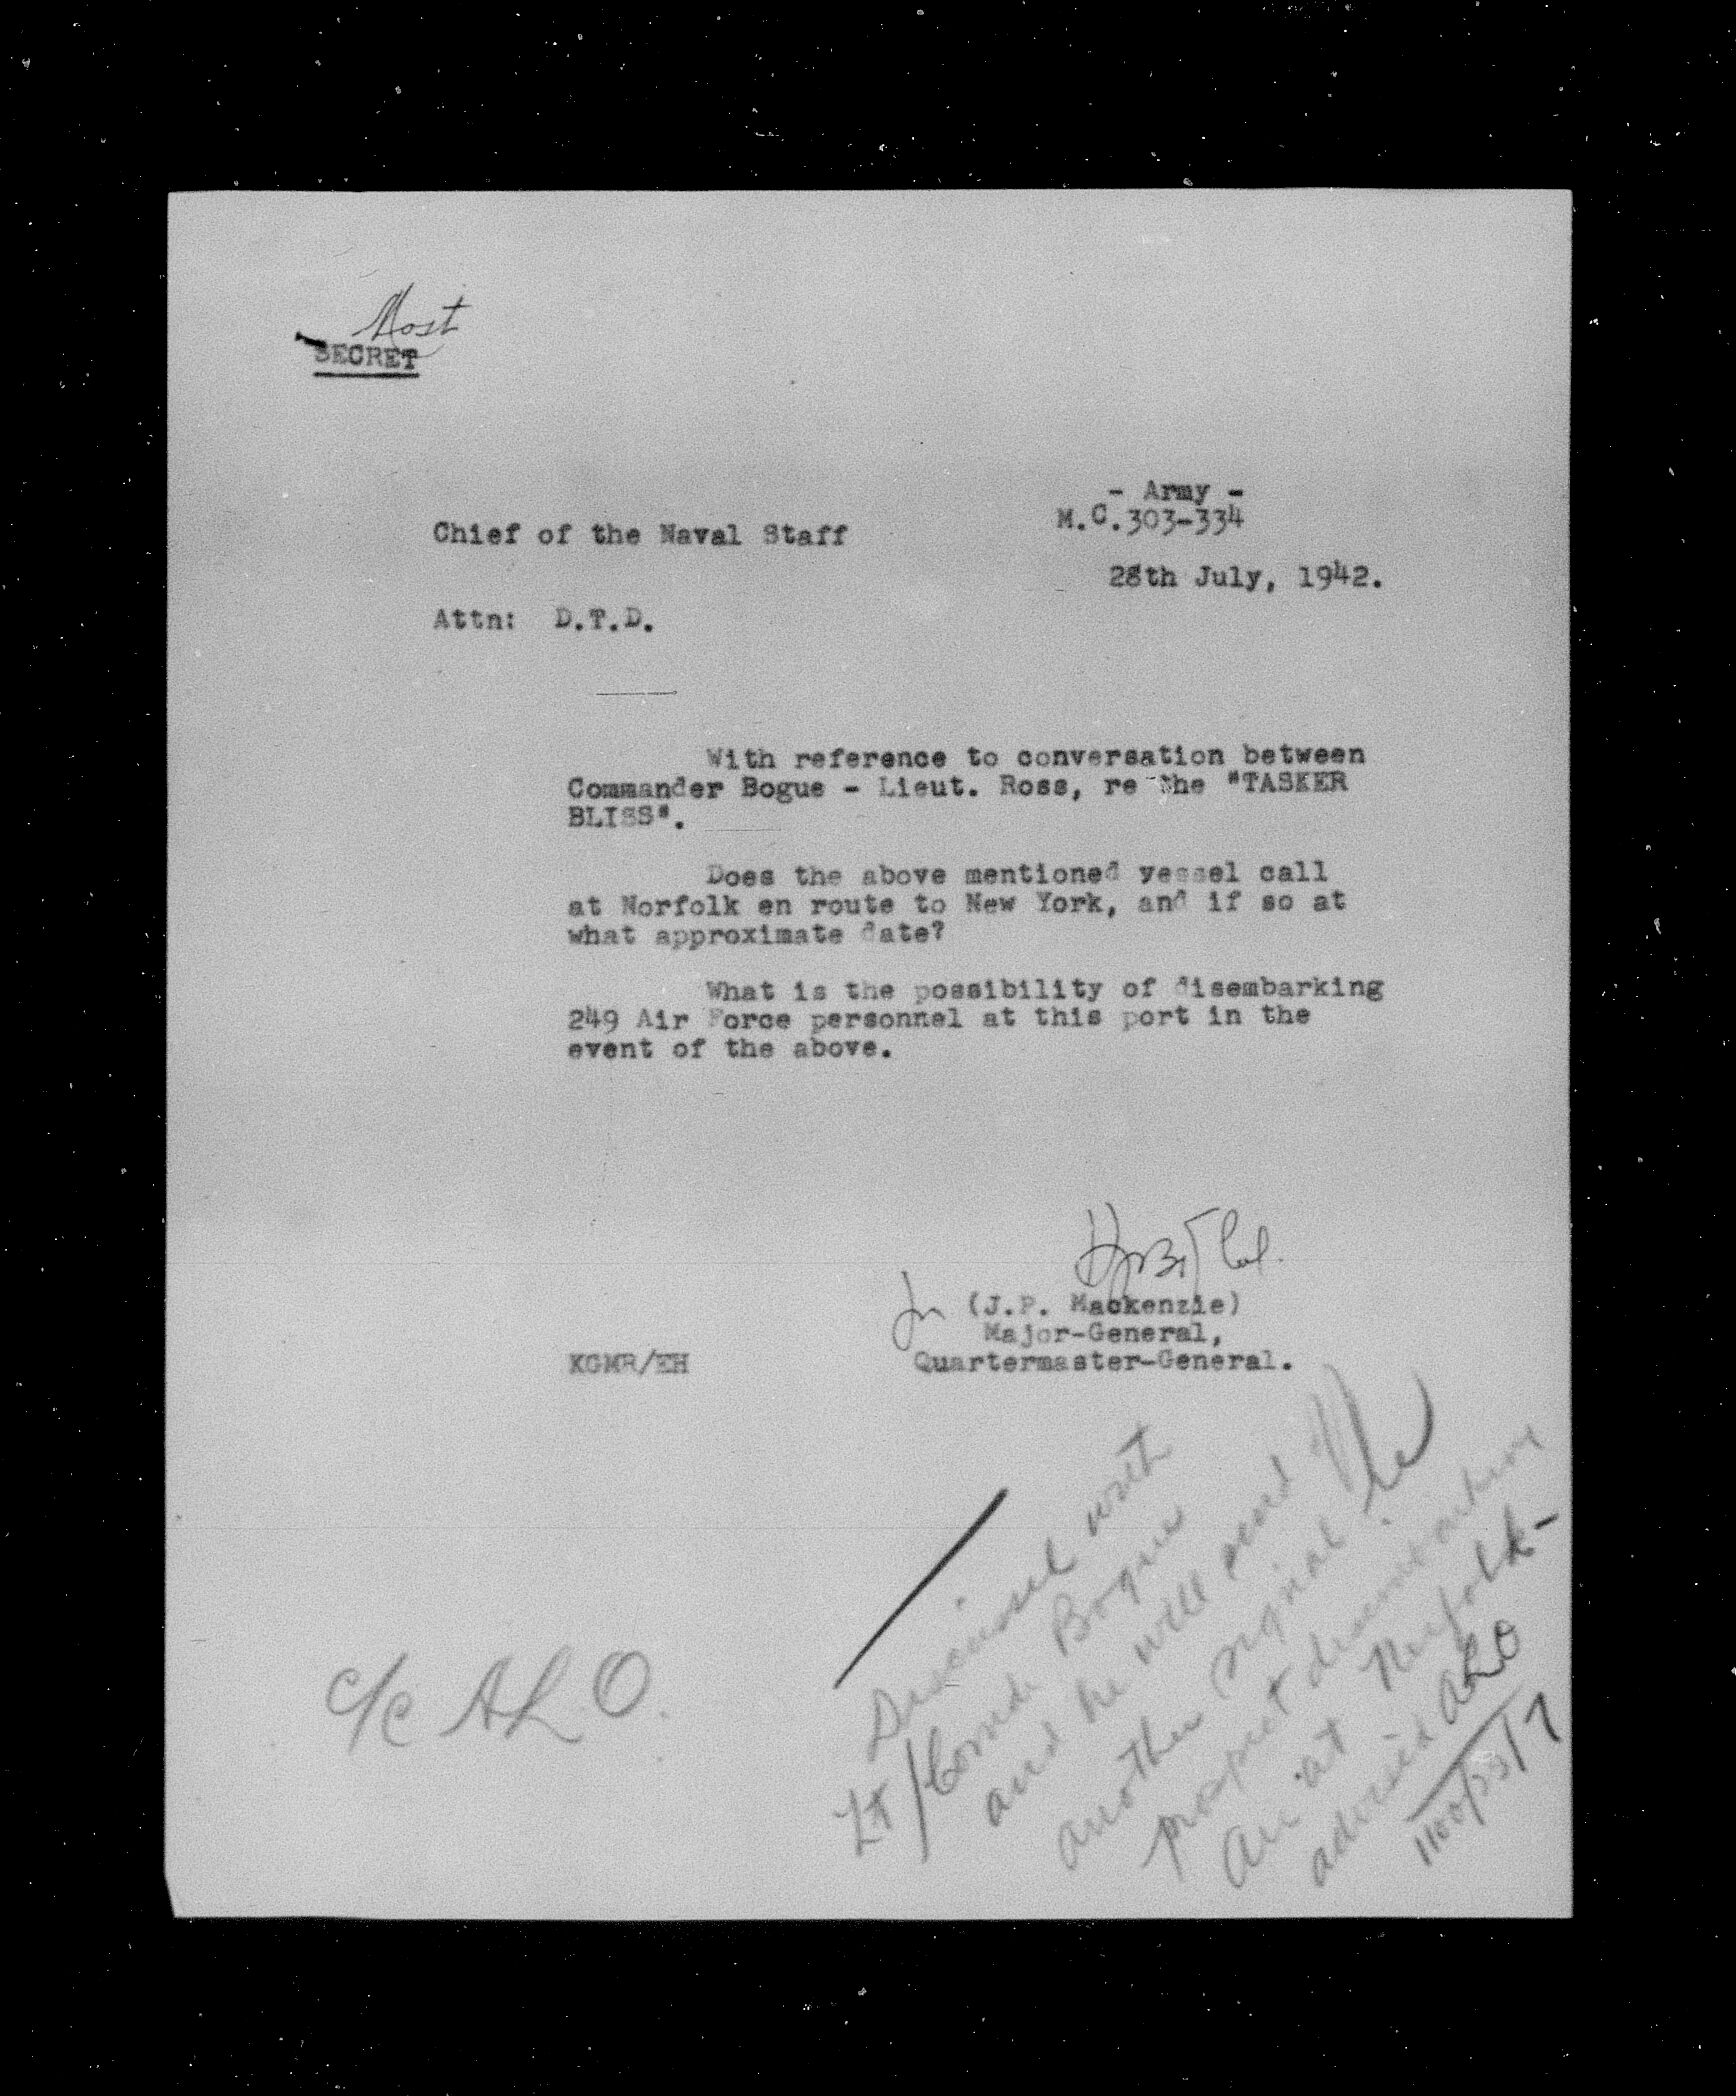 Most
SECRET
- Army -
M.C.303-334
Chief of the Naval Staff
28th July, 1942.
Attn: D.T.D.
With reference to conversation between
Commander Bogue - Lieut. Ross, re the "TASKER
BLISS".
Does the above mentioned vessel call
at Norfolk en route to New York, and if so at
what approximate date?
What is the possibility of disembarking
249 Air Force personnel at this port in the
event of the above.
(J.P. Mackenzie)
Major-General,
KGMR/EH
Quartermaster-General.
Discussed with
Lt/Comdr Bogue
and he will send
another signal
at Norfolk-
advised ALO
c/c A.L.O.